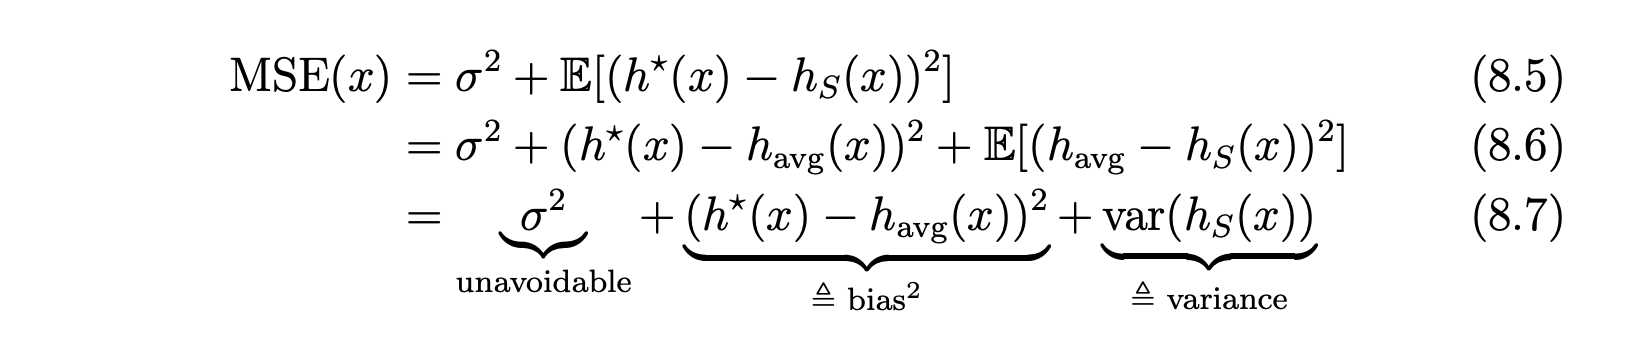 MSE(x) = σ² + 𝔼[(h⋆(x) − h_S(x))²] (8.5)
= σ² + (h⋆(x) − h_avg(x))² + 𝔼[(h_avg − h_S(x))²] (8.6)
= σ² + (h⋆(x) − h_avg(x))² + var(h_S(x)) (8.7)
unavoidable ≜ bias² ≜ variance